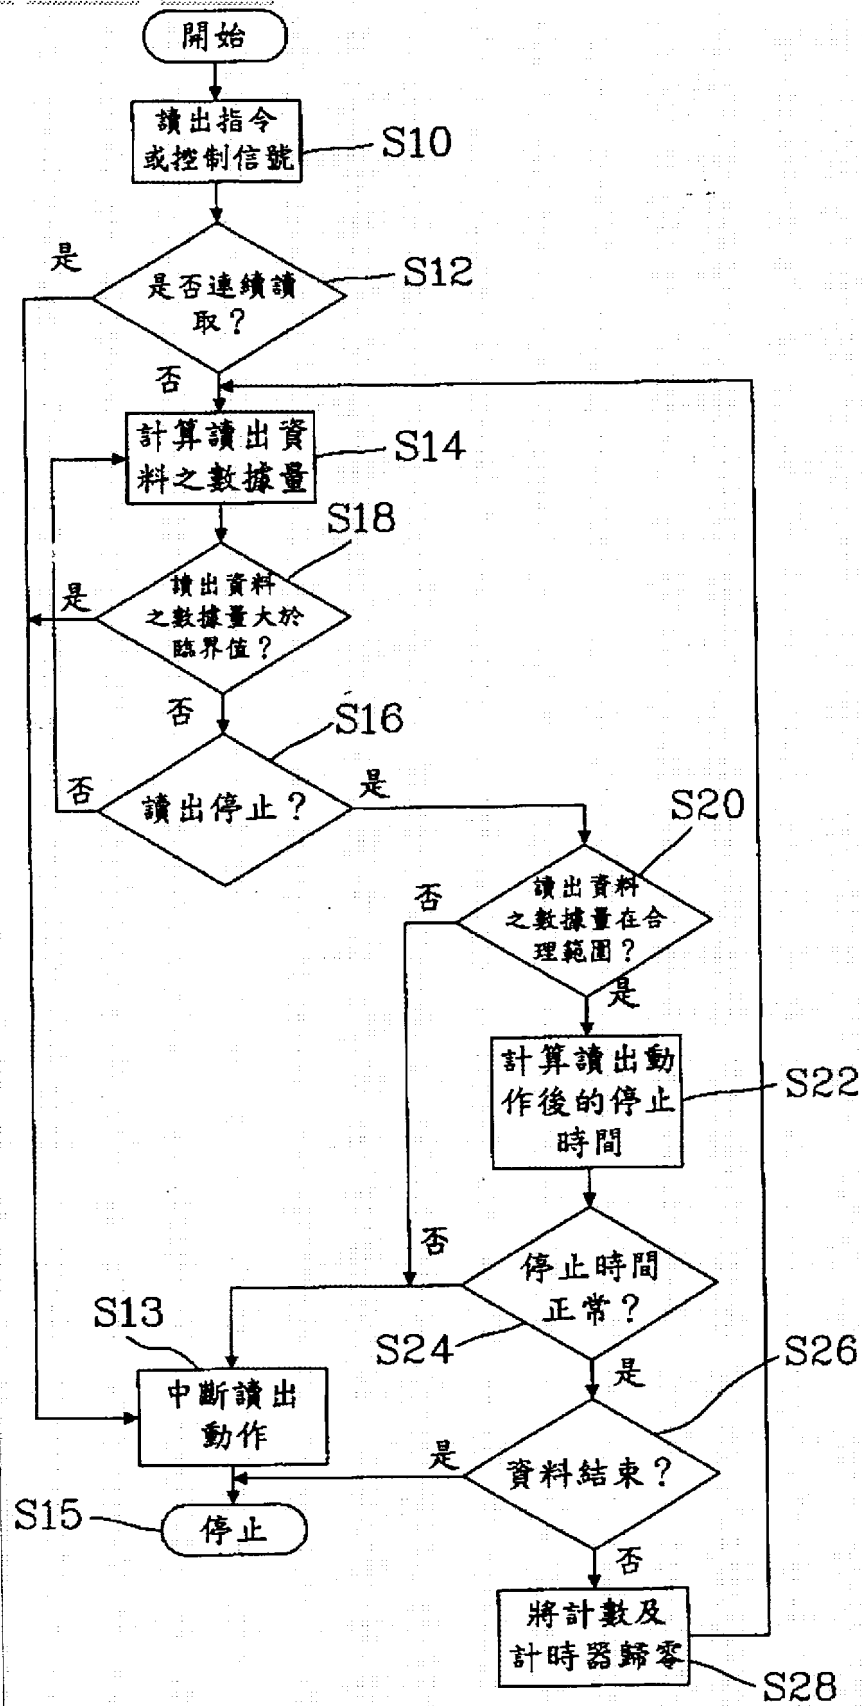 開始
讀出指令
或控制信號
S10
是
是否連續讀
取？
S12
否
計算讀出資
料之數據量
S14
S18
是
讀出資料
之數據量大於
臨界值？
否
S16
否
讀出停止？
是
S20
否
讀出資料
之數據量在合
理範圍？
是
計算讀出動
作後的停止
時間
S22
否
停止時間
正常？
S24
S13
是
S26
中斷讀出
動作
是
資料結束？
S15
停止
否
將計數及
計時器歸零
S28